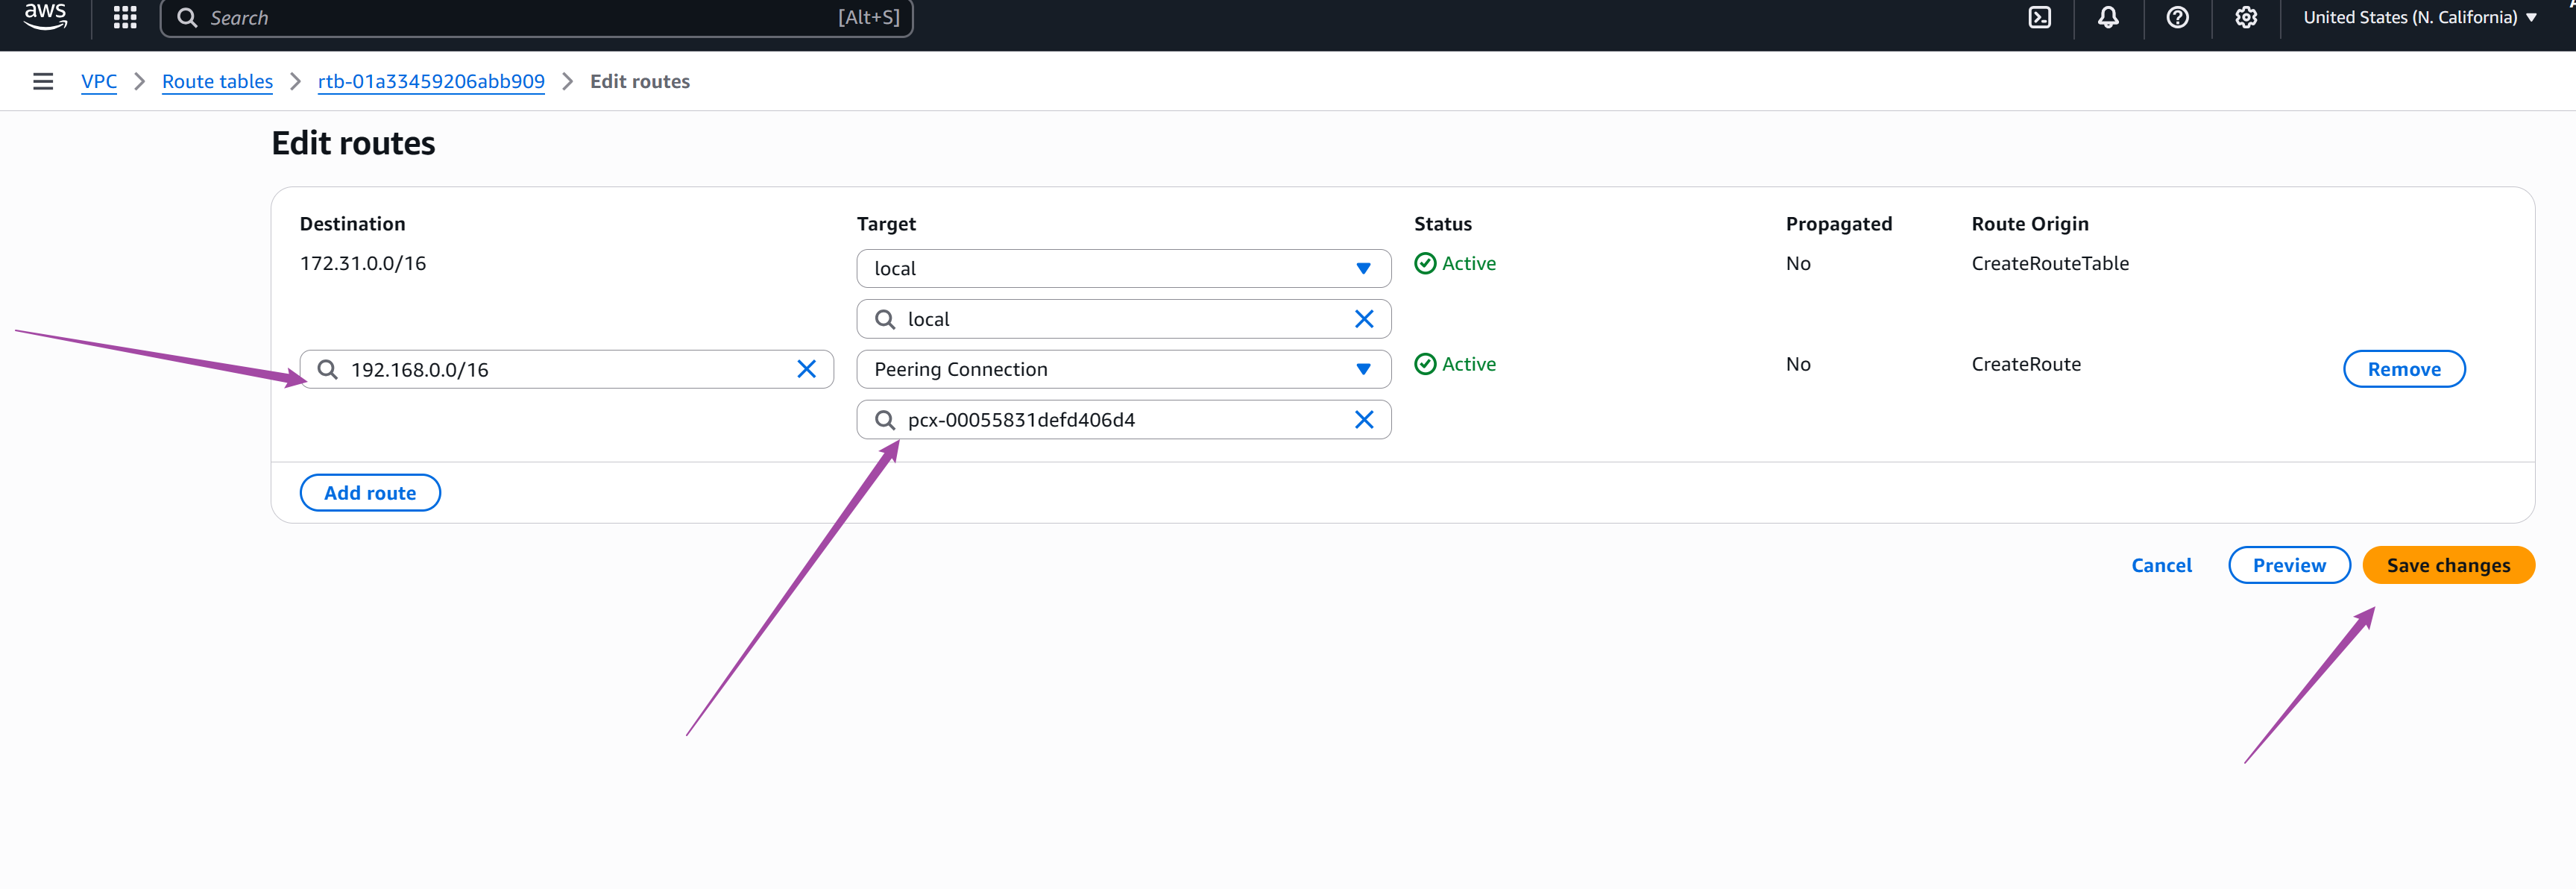 aws
Search [Alt+S]
United States (N. California)
VPC Route tables rtb-01a33459206abb909 Edit routes
Edit routes
Destination Target Status Propagated Route Origin
172.31.0.0/16 local Active No CreateRouteTable
local
192.168.0.0/16 Peering Connection Active No CreateRoute Remove
pcx-00055831defd406d4
Add route
Cancel Preview Save changes